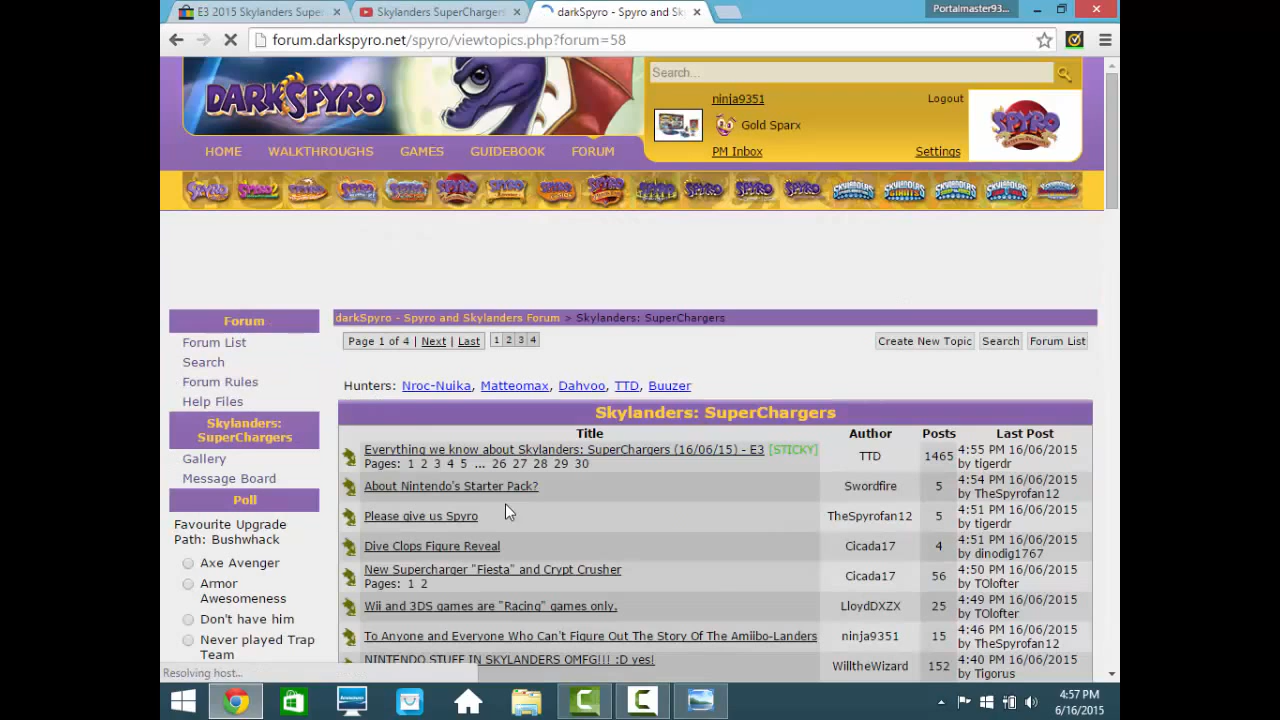 E3 2015 Skylanders Super
Skylanders SuperChargers
darkSpyro - Spyro and Sk
Portalmaster93...
forum.darkspyro.net/spyro/viewtopics.php?forum=58
DARKSPYRO
Search...
ninja9351
Logout
Gold Sparx
PM Inbox
Settings
SPYRO
HOME WALKTHROUGHS GAMES GUIDEBOOK FORUM
Forum
Forum List
Search
Forum Rules
Help Files
Skylanders:
SuperChargers
Gallery
Message Board
Poll
Favourite Upgrade
Path: Bushwhack
Axe Avenger
Armor
Awesomeness
Don't have him
Never played Trap
Team
darkSpyro - Spyro and Skylanders Forum > Skylanders: SuperChargers
Page 1 of 4 | Next | Last 1 2 3 4
Create New Topic Search Forum List
Hunters: Nroc-Nuika, Matteomax, Dahvoo, TTD, Buuzer
Skylanders: SuperChargers
Title Author Posts Last Post
Everything we know about Skylanders: SuperChargers (16/06/15) - E3 [STICKY]
Pages: 1 2 3 4 5 ... 26 27 28 29 30
TTD 1465 4:55 PM 16/06/2015
by tigerdr
About Nintendo's Starter Pack? Swordfire 5 4:54 PM 16/06/2015
by TheSpyrofan12
Please give us Spyro TheSpyrofan12 5 4:51 PM 16/06/2015
by tigerdr
Dive Clops Figure Reveal Cicada17 4 4:51 PM 16/06/2015
by dinodig1767
New Supercharger "Fiesta" and Crypt Crusher
Pages: 1 2
Cicada17 56 4:50 PM 16/06/2015
by TOlofter
Wii and 3DS games are "Racing" games only. LloydDXZX 25 4:49 PM 16/06/2015
by TOlofter
To Anyone and Everyone Who Can't Figure Out The Story Of The Amiibo-Landers ninja9351 15 4:46 PM 16/06/2015
by TheSpyrofan12
NINTENDO STUFF IN SKYLANDERS OMFG!!! :D yes! WilltheWizard 152 4:40 PM 16/06/2015
by Tigorus
Resolving host...
4:57 PM
6/16/2015